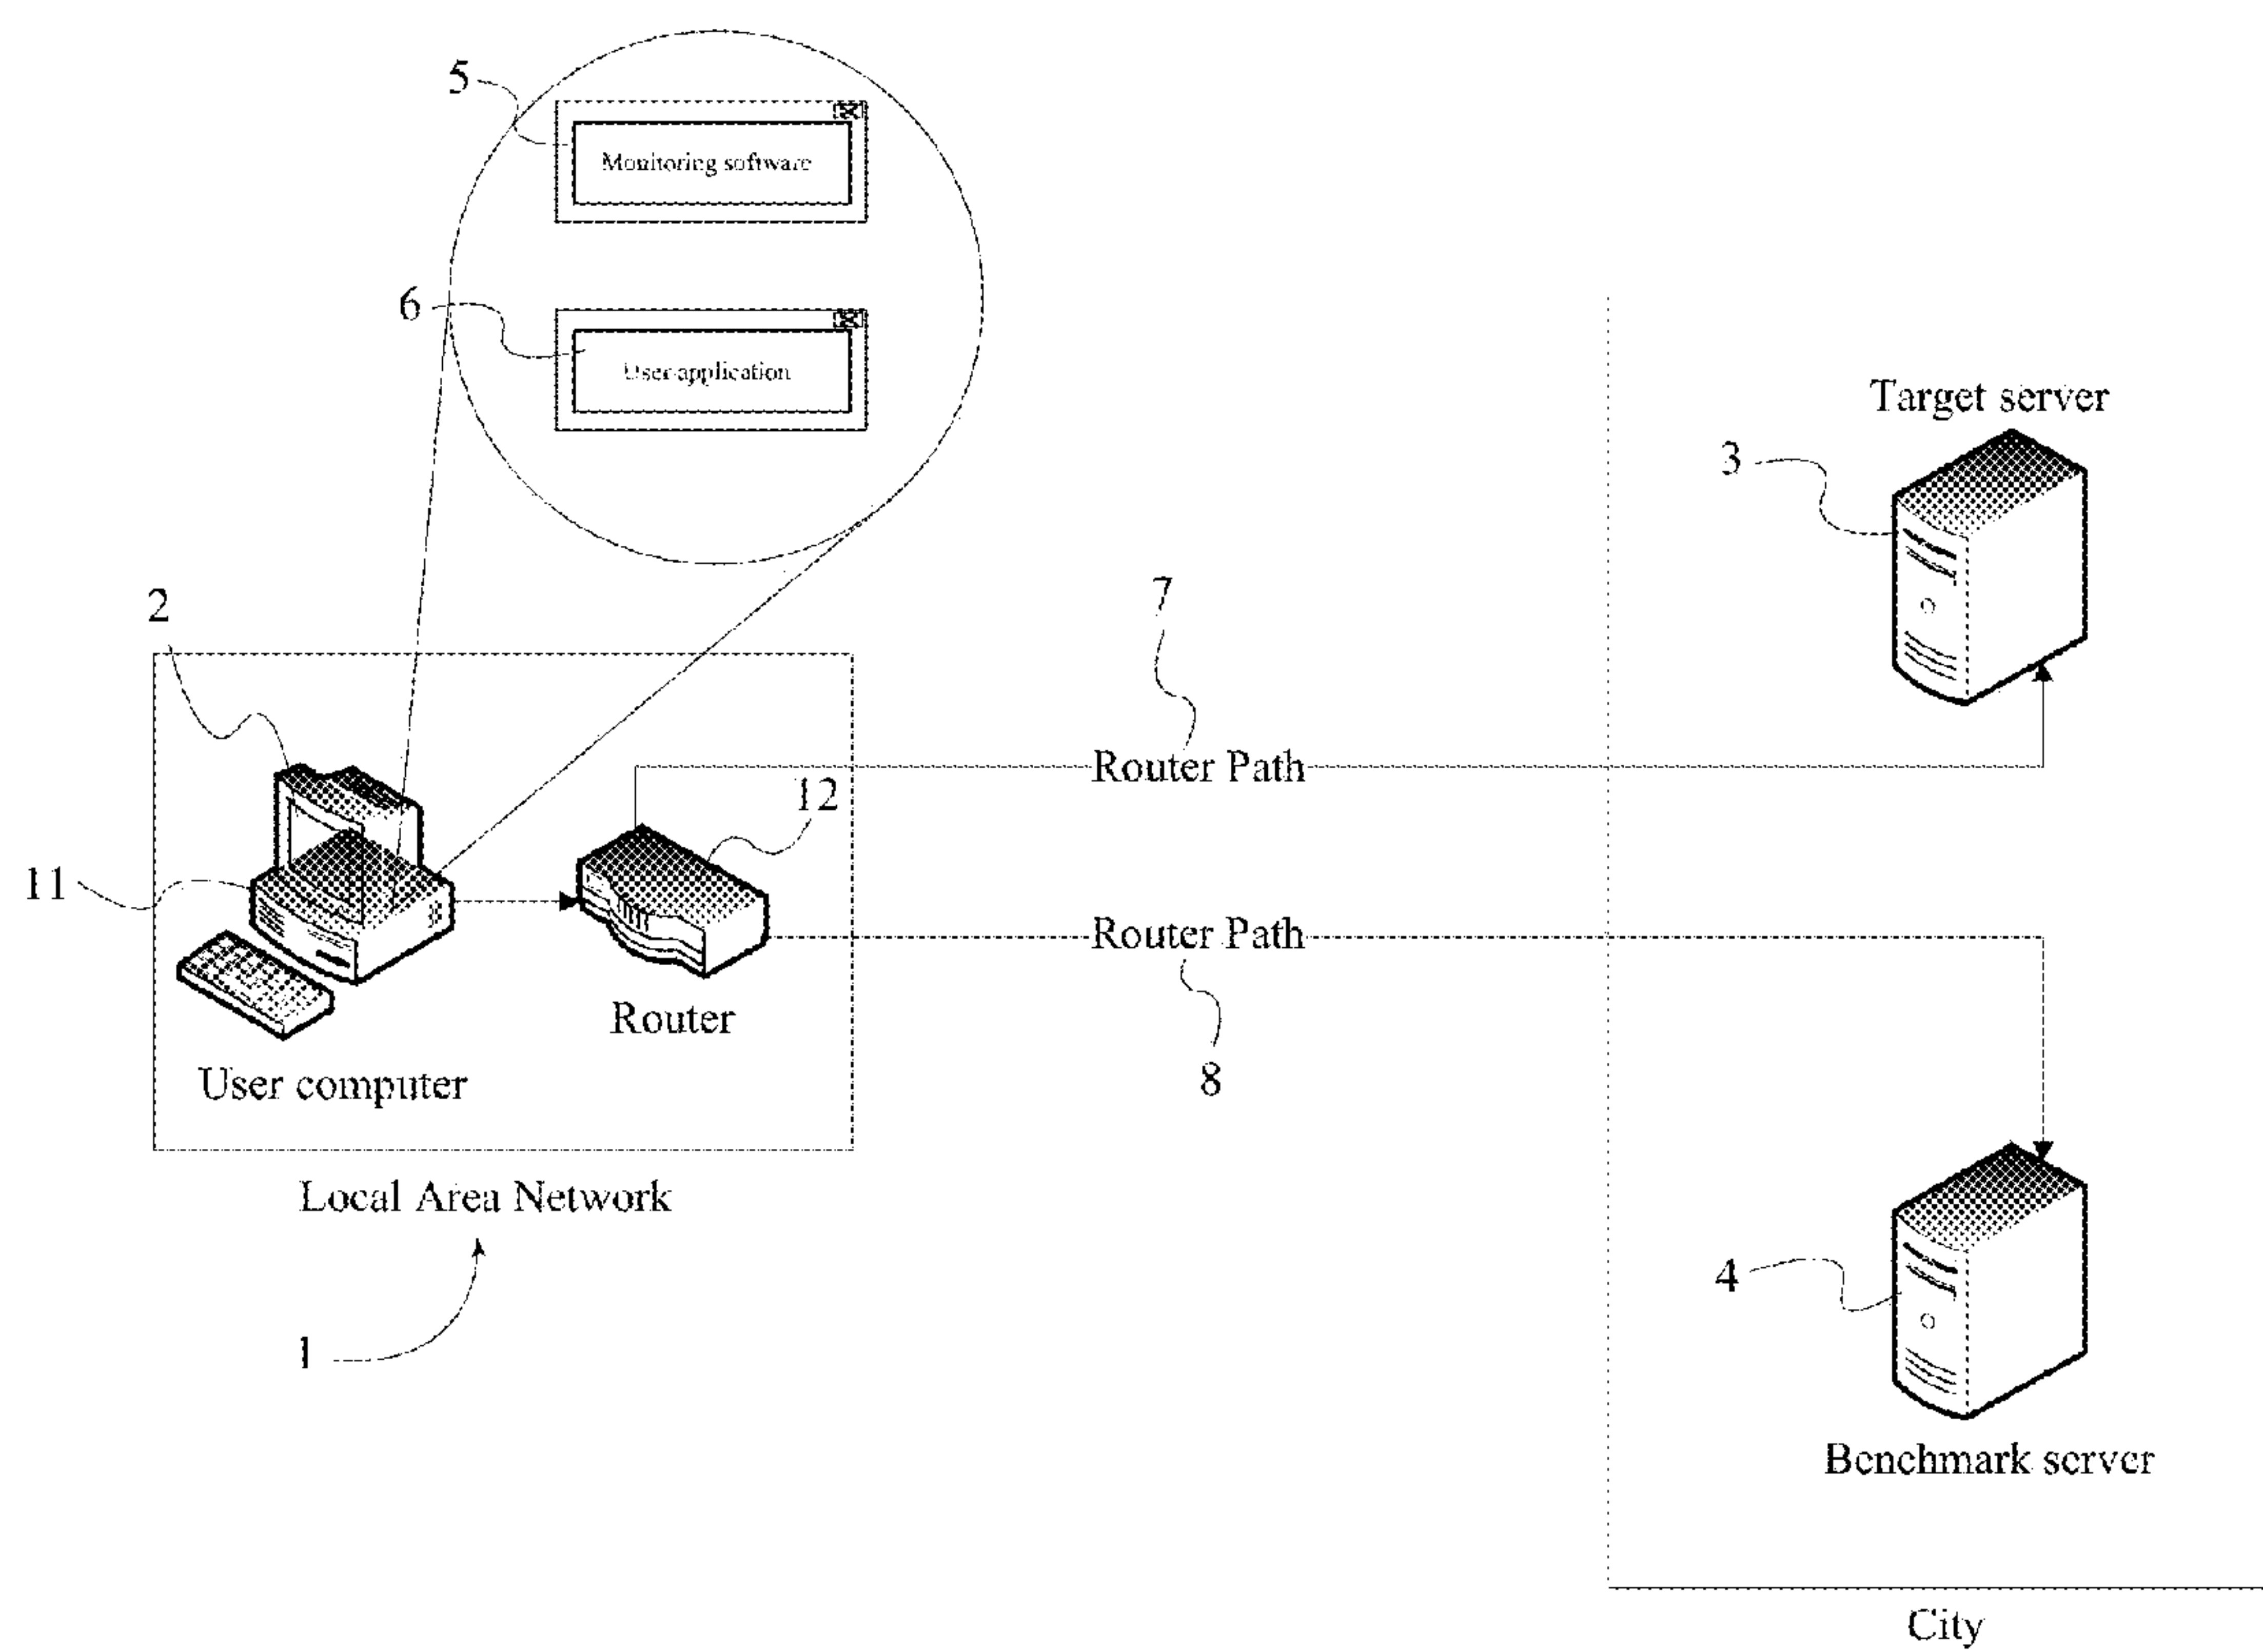 5
Monitoring software
6
User application
Target server
3
7
2
Router Path
12
11
Router Path
Router
8
User computer
Local Area Network
4
1
Benchmark server
City